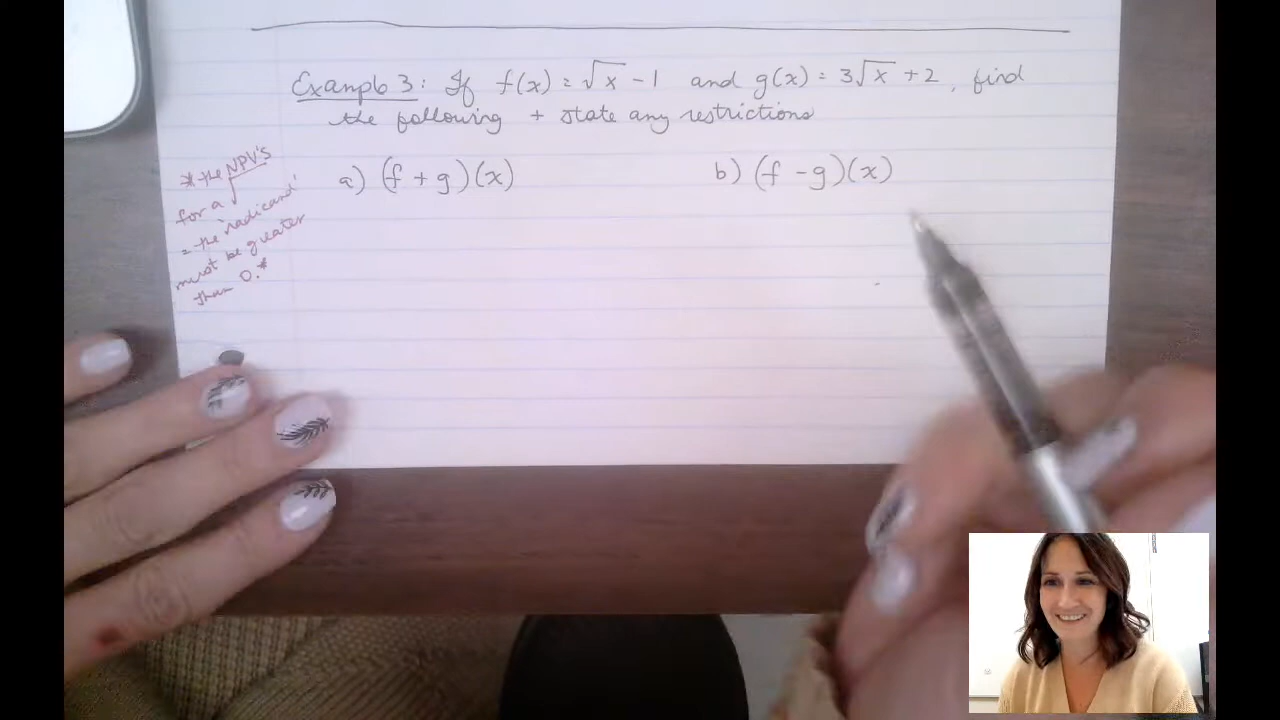 Example 3: If f(x) = √x - 1 and g(x) = 3√x + 2, find
the following + state any restrictions
* the NPV's
for a √
= the 'radicand'
must be greater
than 0. *
a) (f + g)(x)
b) (f - g)(x)